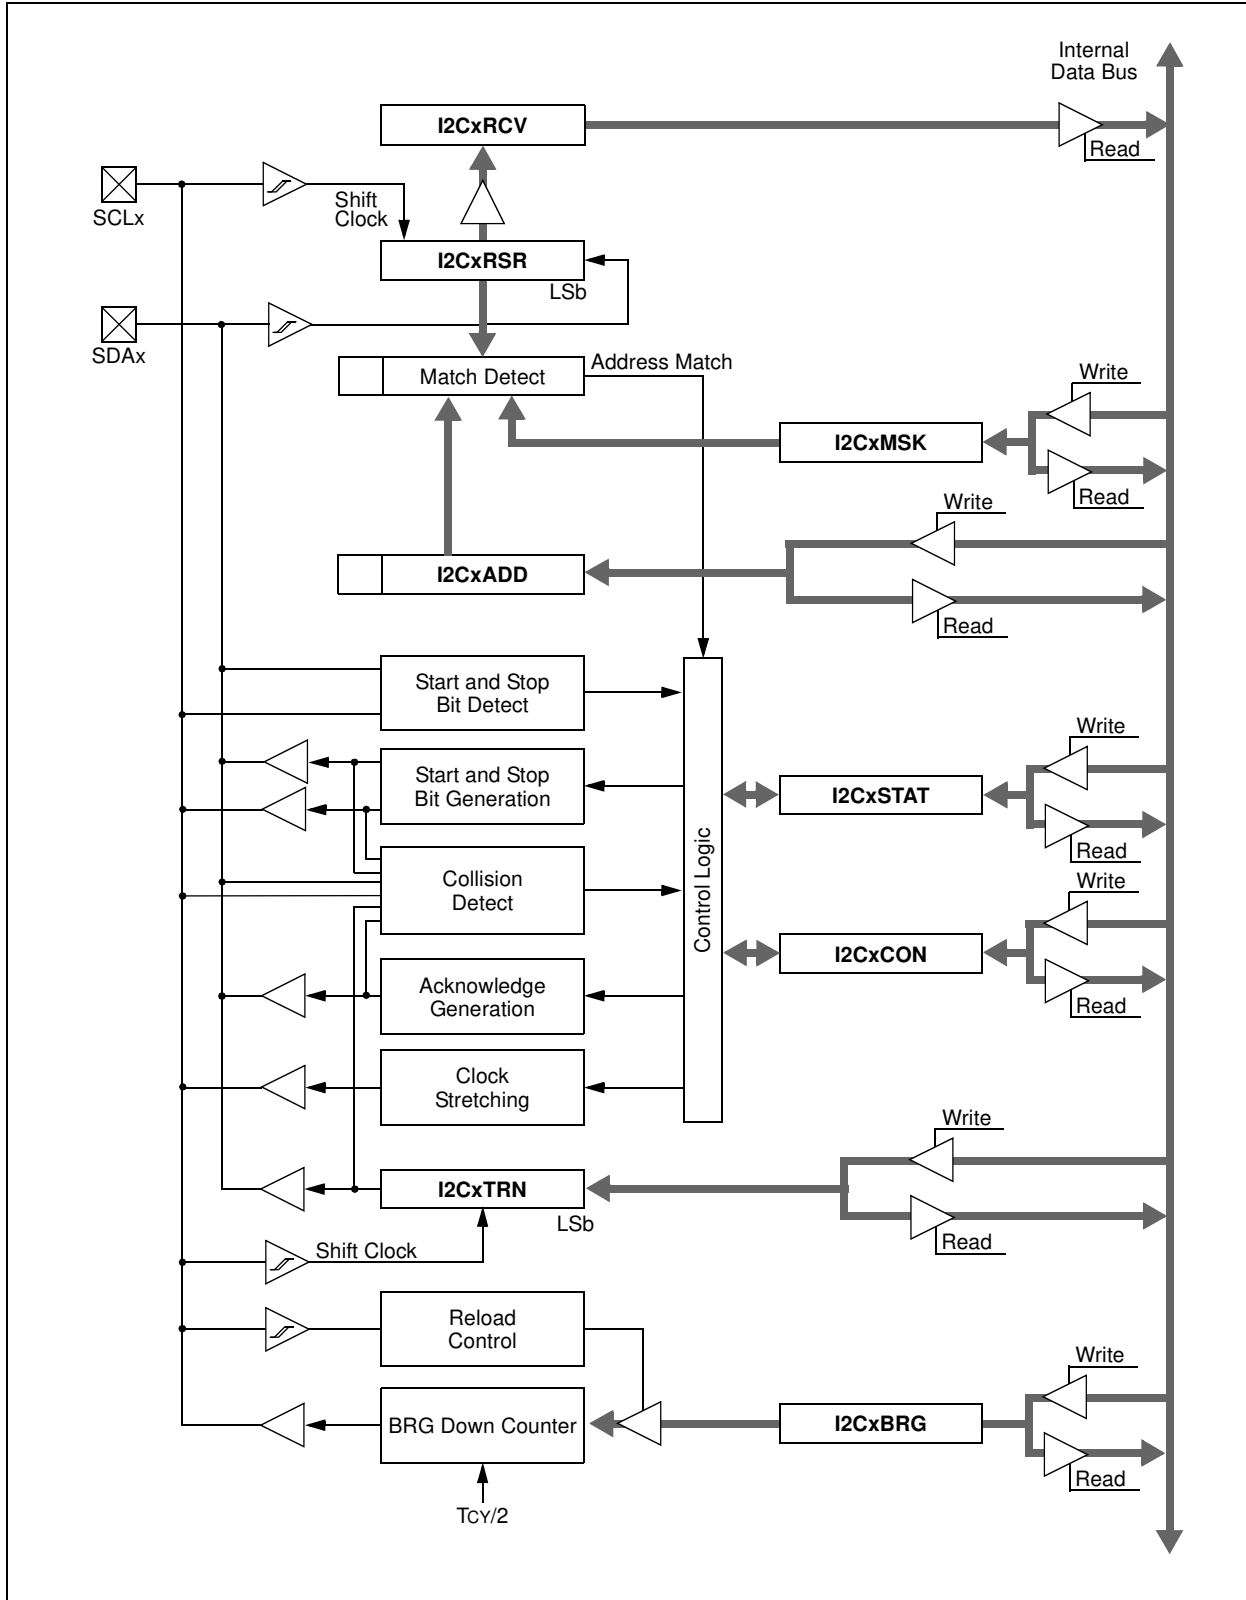 Internal
Data Bus
I2CxRCV
Read
SCLx
Shift
Clock
I2CxRSR
LSb
SDAx
Match Detect
Address Match
Write
I2CxMSK
Read
Write
I2CxADD
Read
Start and Stop
Bit Detect
Write
Start and Stop
Bit Generation
I2CxSTAT
Read
Collision
Detect
Control Logic
Write
I2CxCON
Read
Acknowledge
Generation
Clock
Stretching
Write
I2CxTRN
LSb
Read
Shift Clock
Reload
Control
Write
BRG Down Counter
I2CxBRG
Read
TCY/2